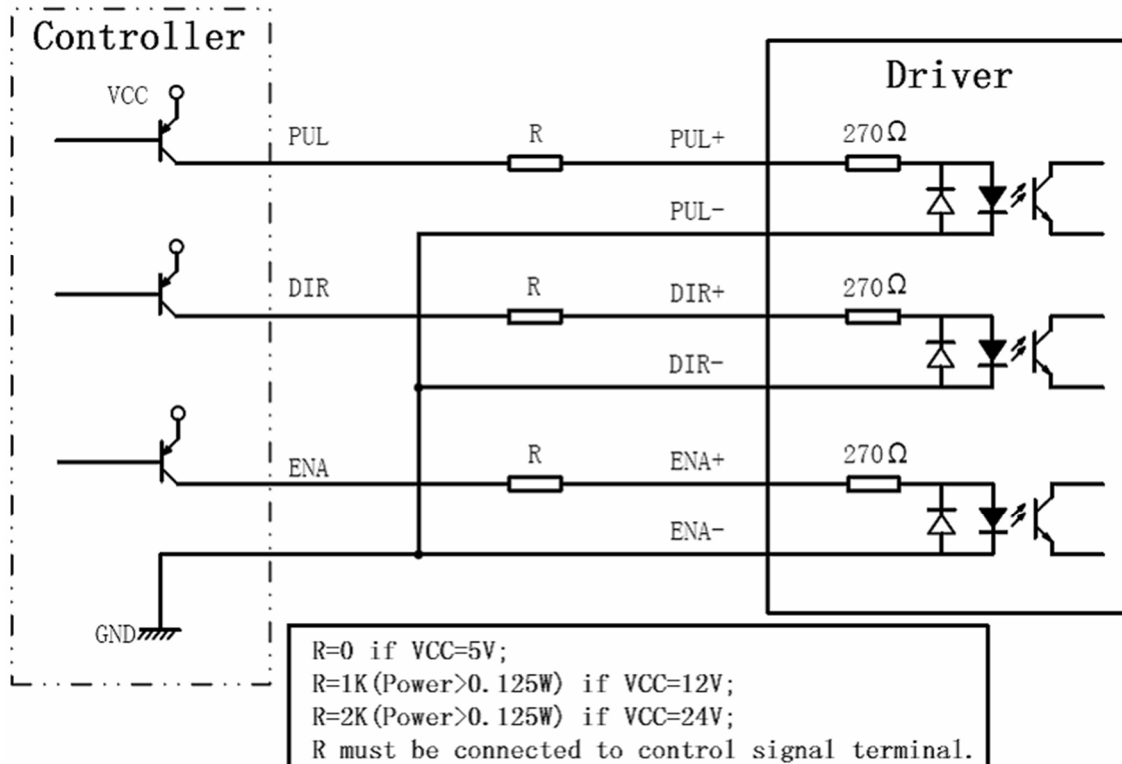 Controller
Driver
VCC
PUL
R
PUL+
270Ω
PUL-
DIR
R
DIR+
270Ω
DIR-
ENA
R
ENA+
270Ω
ENA-
GND
R=0 if VCC=5V;
R=1K(Power>0.125W) if VCC=12V;
R=2K(Power>0.125W) if VCC=24V;
R must be connected to control signal terminal.